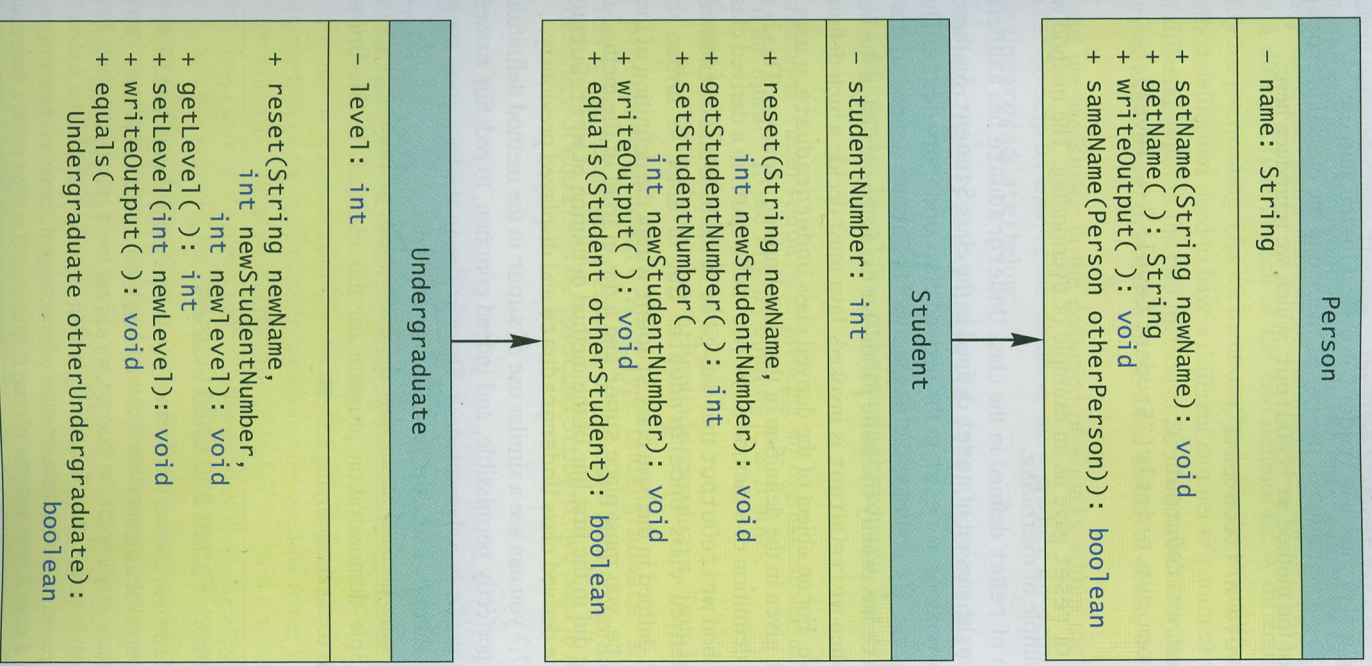 Person
- name: String
+ setName(String newName): void
+ getName( ): String
+ writeOutput( ): void
+ sameName(Person otherPerson)): boolean
Student
- studentNumber: int
+ reset(String newName,
int newStudentNumber): void
+ getStudentNumber( ): int
+ setStudentNumber(
int newStudentNumber): void
+ writeOutput( ): void
+ equals(Student otherStudent): boolean
Undergraduate
- level: int
+ reset(String newName,
int newStudentNumber,
int newlevel): void
+ getLevel( ): int
+ setLevel(int newLevel): void
+ writeOutput( ): void
+ equals(
Undergraduate otherUndergraduate):
boolean